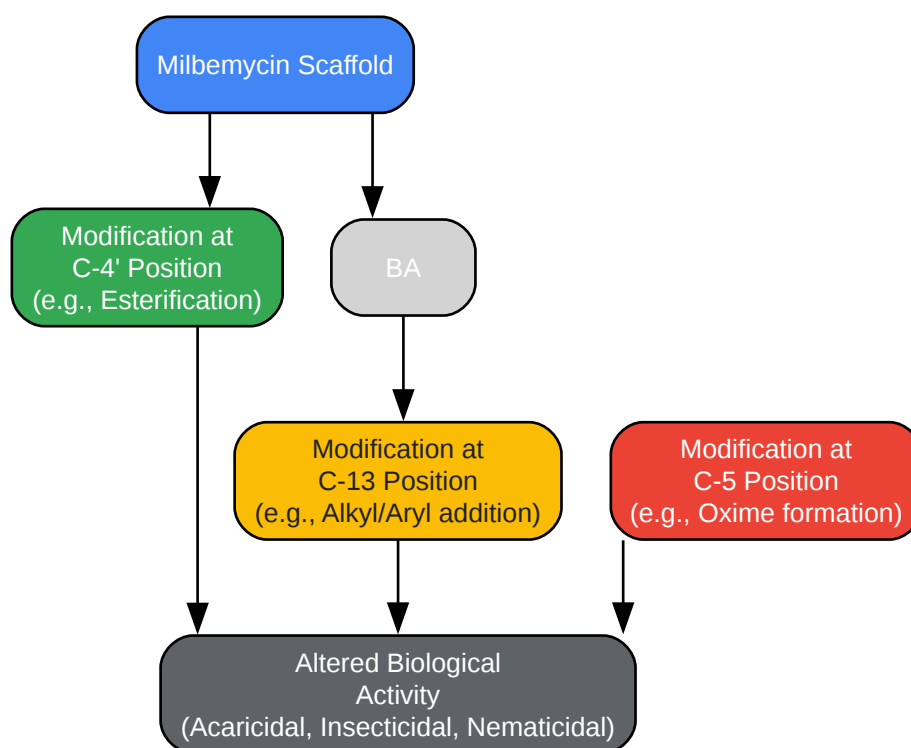 Milbemycin Scaffold
Modification at
C-4' Position
(e.g., Esterification)
BA
Modification at
C-13 Position
(e.g., Alkyl/Aryl addition)
Modification at
C-5 Position
(e.g., Oxime formation)
Altered Biological
Activity
(Acaricidal, Insecticidal, Nematicidal)